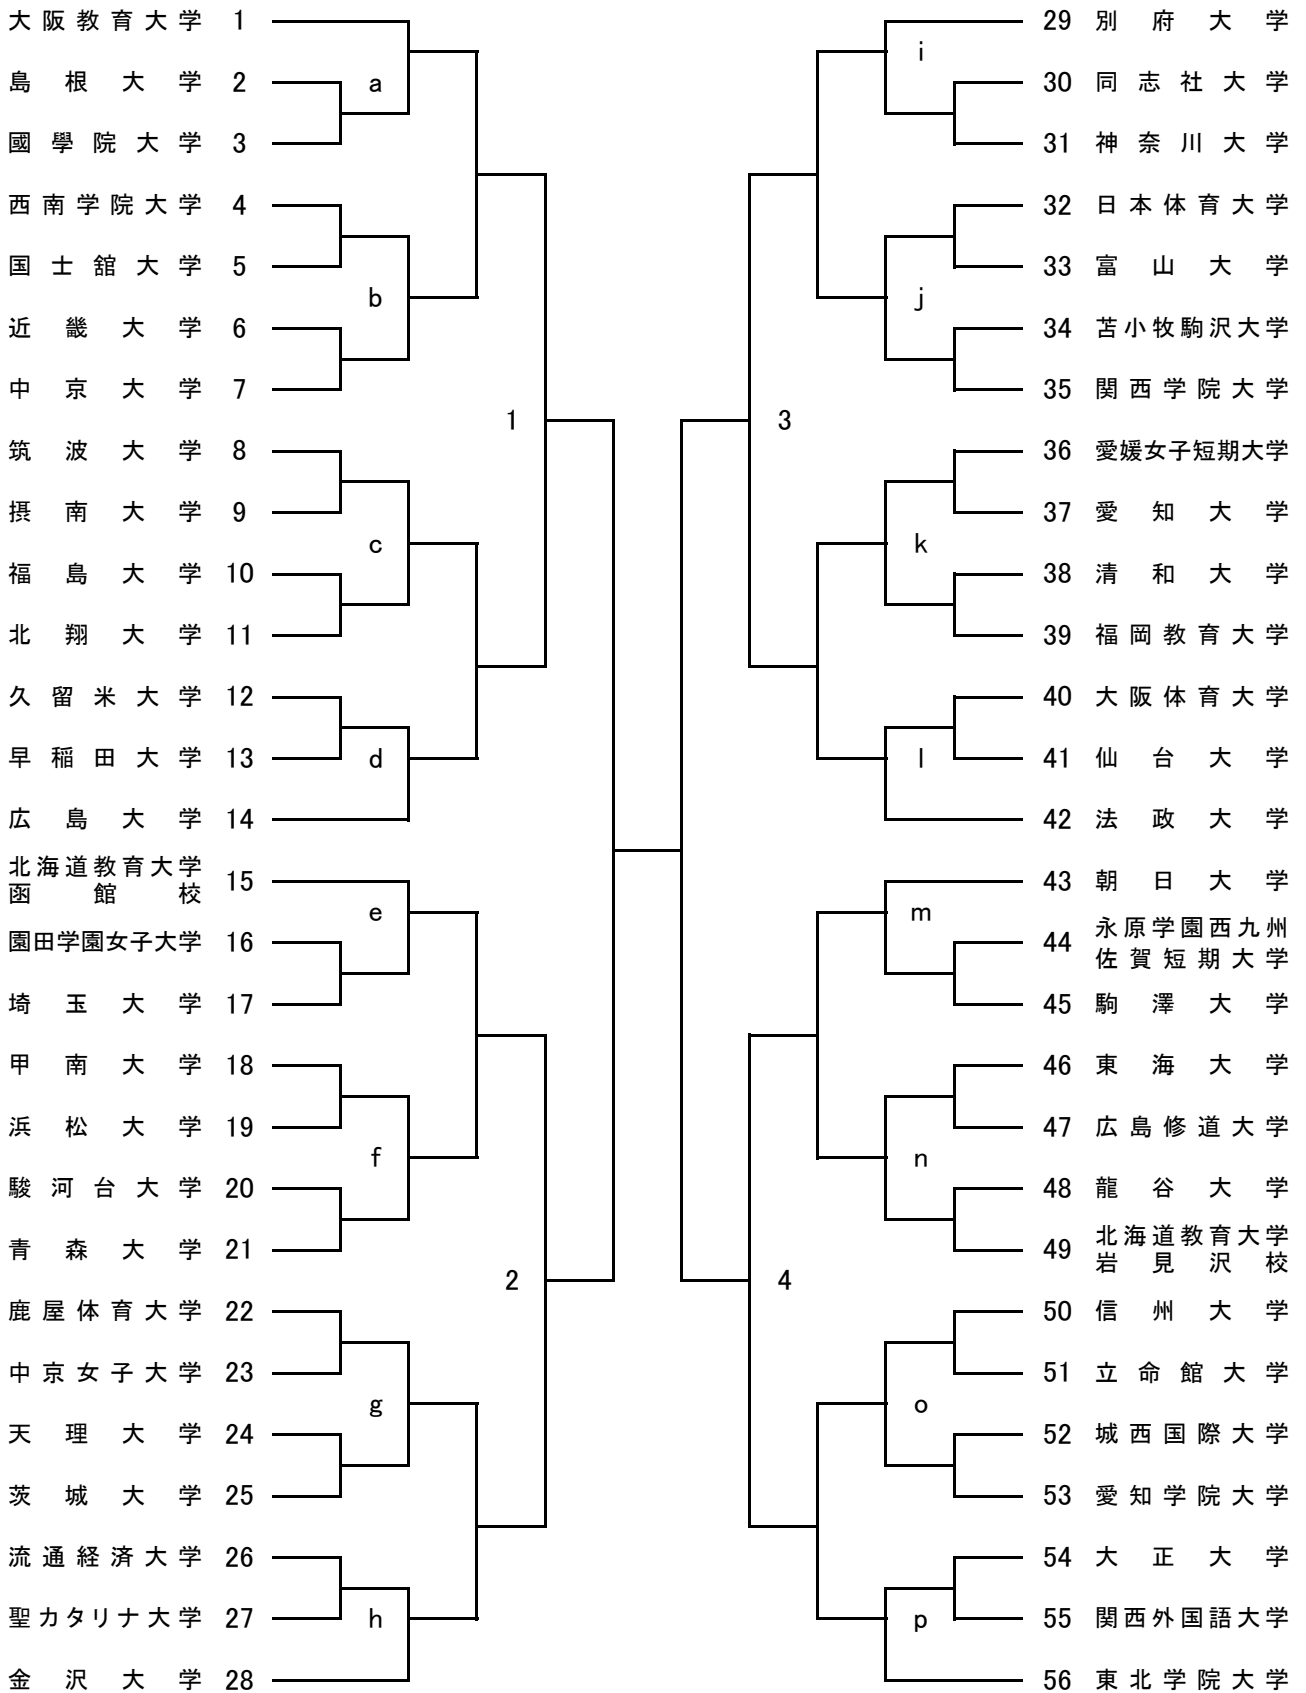 大阪教育大学 1
島根大学 2
a
國學院大学 3
西南学院大学 4
国士舘大学 5
b
近畿大学 6
中京大学 7
1
筑波大学 8
摂南大学 9
c
福島大学 10
北翔大学 11
久留米大学 12
早稲田大学 13
d
広島大学 14
北海道教育大学
函館校 15
e
園田学園女子大学 16
埼玉大学 17
甲南大学 18
浜松大学 19
f
駿河台大学 20
青森大学 21
2
鹿屋体育大学 22
中京女子大学 23
g
天理大学 24
茨城大学 25
流通経済大学 26
聖カタリナ大学 27
h
金沢大学 28
29 別府大学
i
30 同志社大学
31 神奈川大学
32 日本体育大学
33 富山大学
j
34 苫小牧駒沢大学
35 関西学院大学
3
36 愛媛女子短期大学
37 愛知大学
k
38 清和大学
39 福岡教育大学
40 大阪体育大学
41 仙台大学
l
42 法政大学
43 朝日大学
m
44 永原学園西九州
佐賀短期大学
45 駒澤大学
46 東海大学
47 広島修道大学
n
48 龍谷大学
49 北海道教育大学
岩見沢校
4
50 信州大学
51 立命館大学
o
52 城西国際大学
53 愛知学院大学
54 大正大学
55 関西外国語大学
p
56 東北学院大学